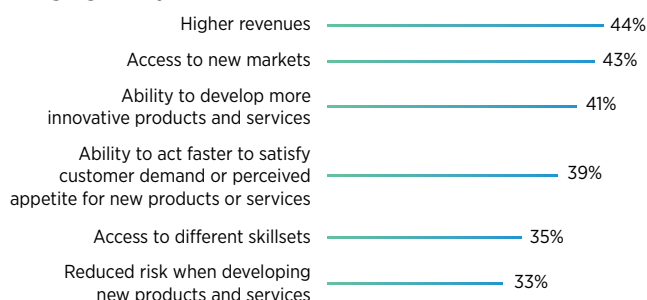 Higher revenues 44%
Access to new markets 43%
Ability to develop more
innovative products and services 41%
Ability to act faster to satisfy
customer demand or perceived 39%
appetite for new products or services
Access to different skillsets 35%
Reduced risk when developing 33%
new products and services